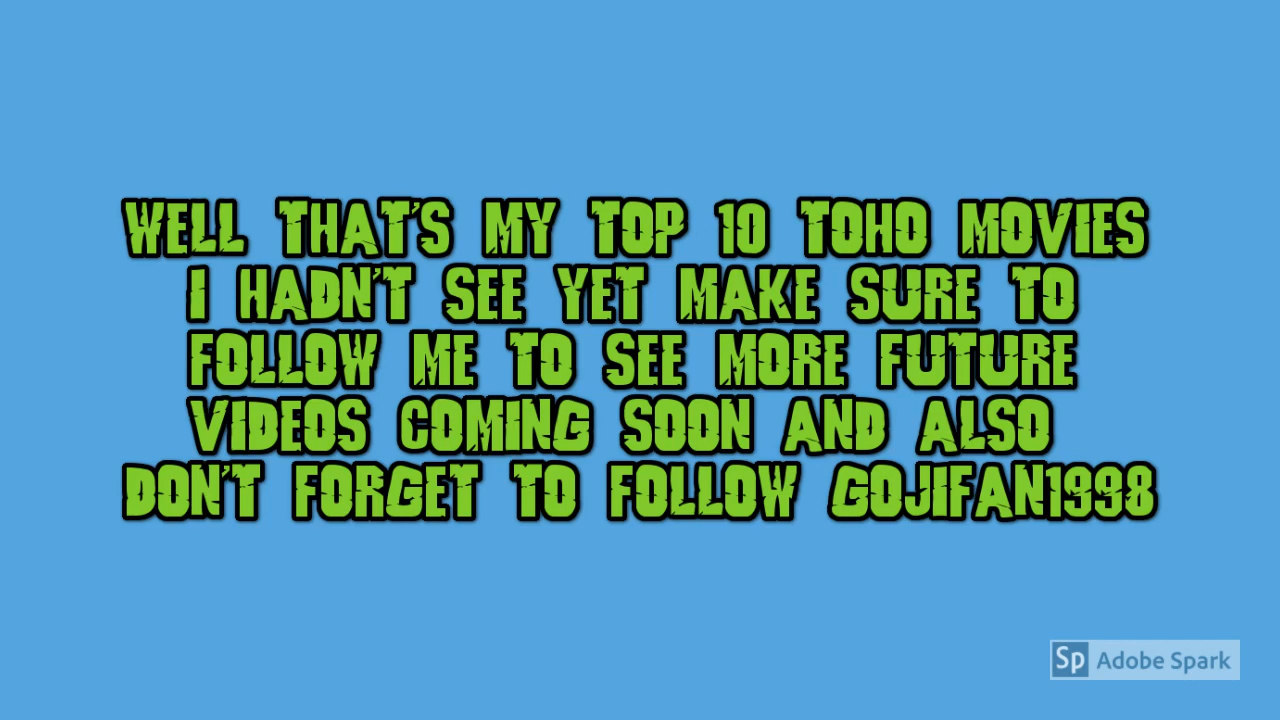 WELL THAT'S MY TOP 10 TOHO MOVIES
I HADN'T SEE YET MAKE SURE TO
FOLLOW ME TO SEE MORE FUTURE
VIDEOS COMING SOON AND ALSO
DON'T FORGET TO FOLLOW GOJIFAN1998
Sp Adobe Spark